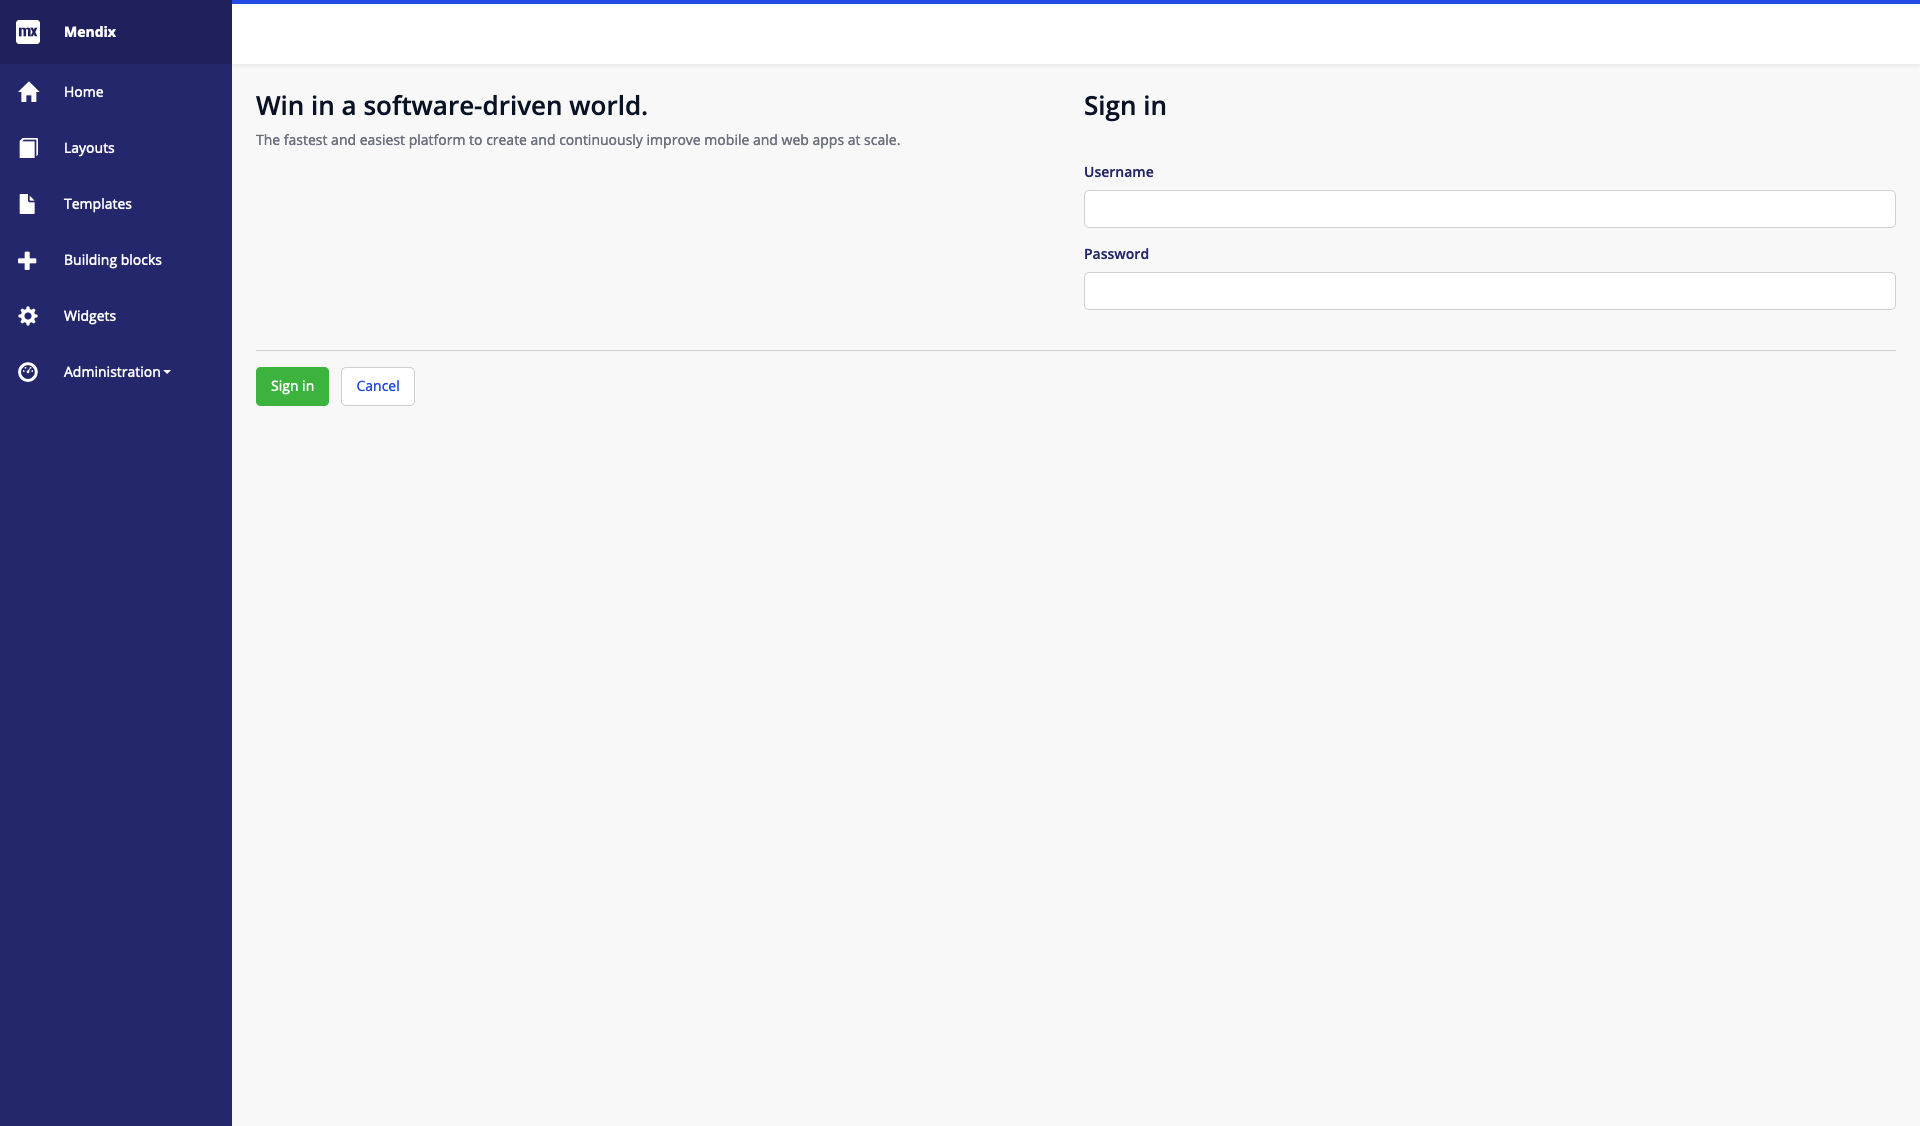 mx
Mendix
Home
Layouts
Templates
Building blocks
Widgets
Administration
Win in a software-driven world.
The fastest and easiest platform to create and continuously improve mobile and web apps at scale.
Sign in
Username
Password
Sign in
Cancel